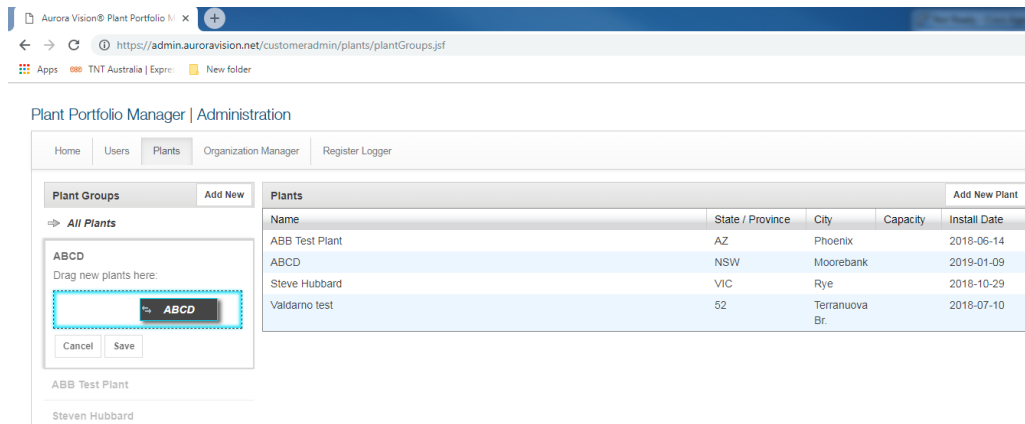 Aurora Vision® Plant Portfolio M
https://admin.auroravision.net/customeradmin/plants/plantGroups.jsf
Apps TNT Australia | Expre New folder
Plant Portfolio Manager | Administration
Home Users Plants Organization Manager Register Logger
Plant Groups Add New
All Plants
ABCD
Drag new plants here:
ABCD
Cancel Save
ABB Test Plant
Steven Hubbard
Plants Add New Plant
Name State / Province City Capacity Install Date
ABB Test Plant AZ Phoenix 2018-06-14
ABCD NSW Moorebank 2019-01-09
Steve Hubbard VIC Rye 2018-10-29
Valdarno test 52 Terranuova 2018-07-10
Br.